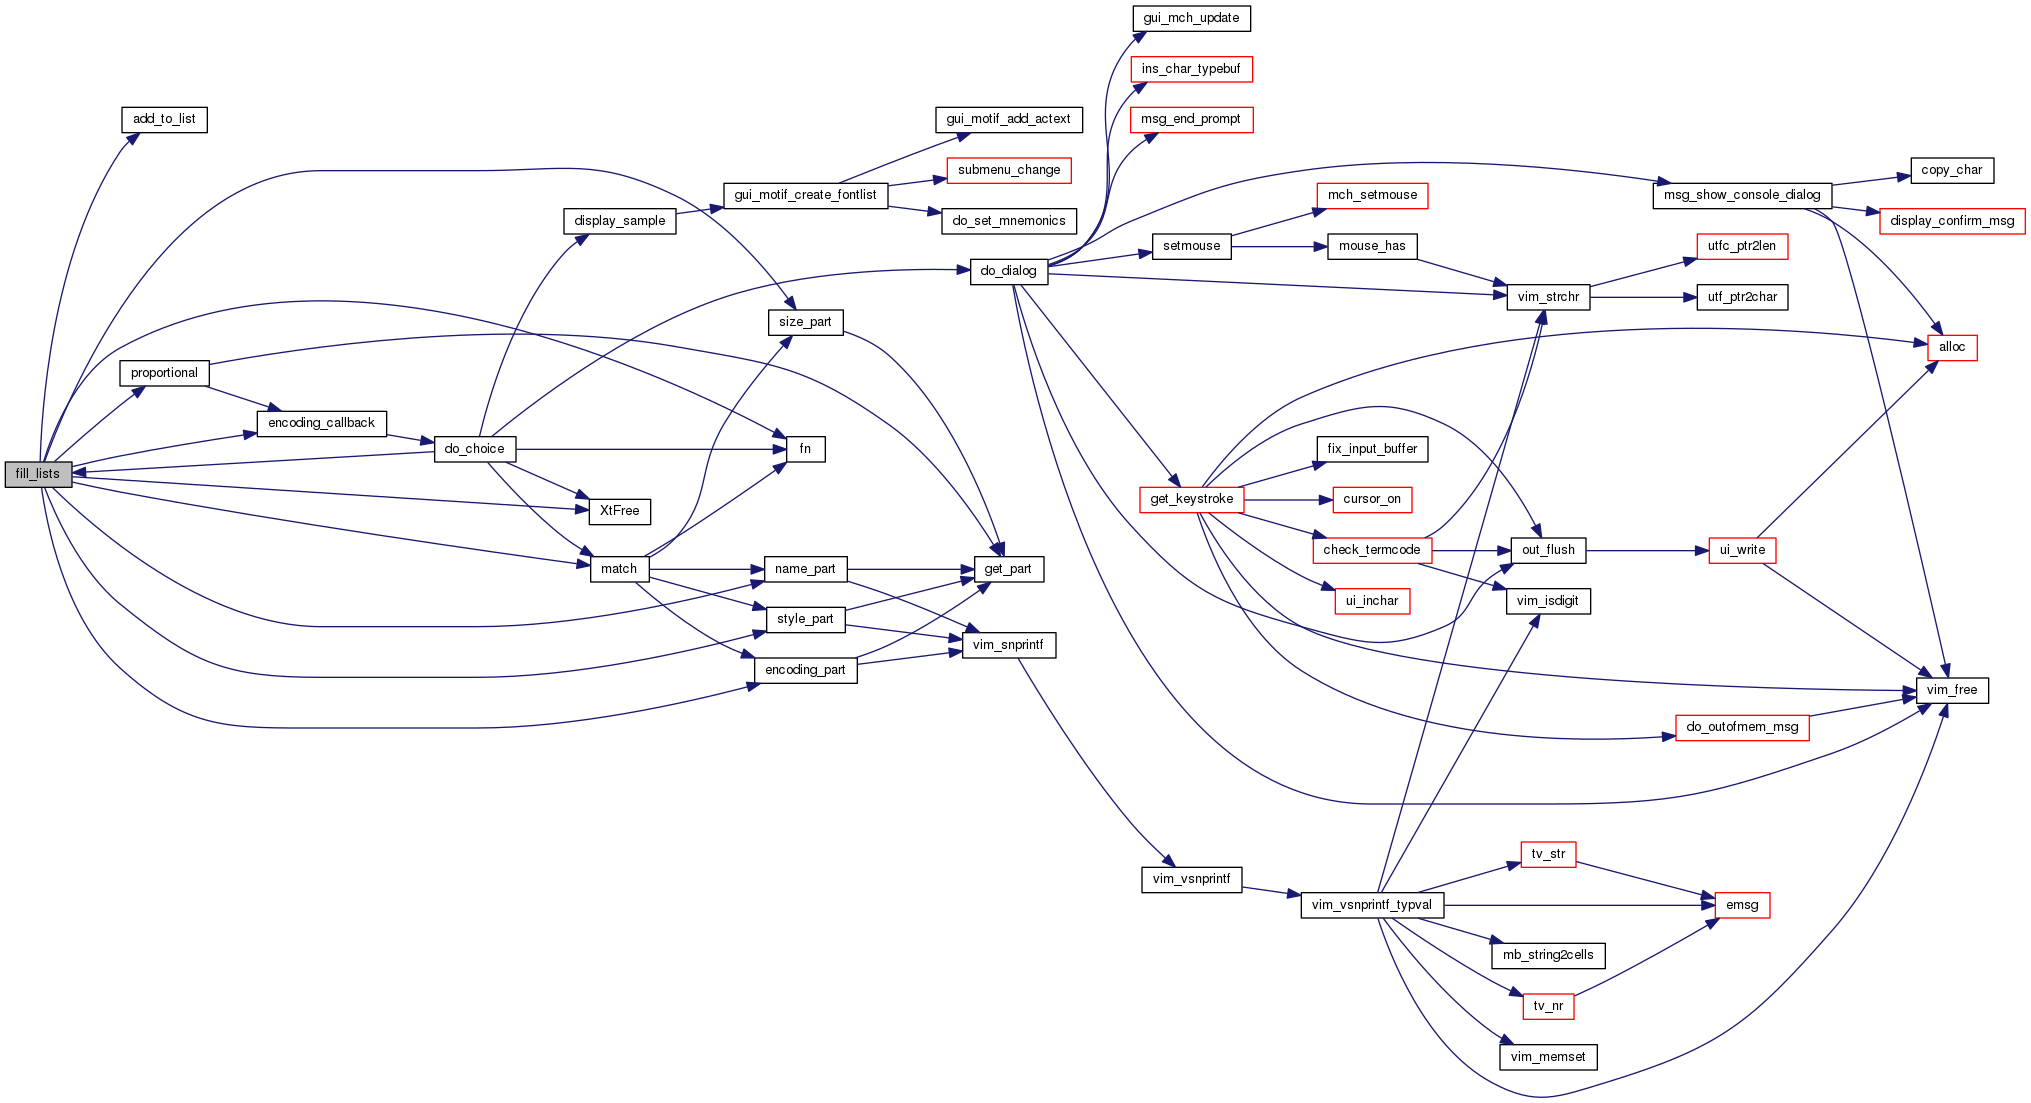 gui_mch_update
ins_char_typebuf
msg_end_prompt
add_to_list
gui_motif_add_actext
submenu_change
gui_motif_create_fontlist
do_set_mnemonics
display_sample
copy_char
msg_show_console_dialog
display_confirm_msg
mch_setmouse
setmouse
mouse_has
utfc_ptr2len
do_dialog
vim_strchr
utf_ptr2char
size_part
alloc
proportional
encoding_callback
do_choice
fn
fill_lists
XtFree
fix_input_buffer
get_keystroke
cursor_on
check_termcode
out_flush
ui_write
match
name_part
get_part
ui_inchar
vim_isdigit
style_part
vim_snprintf
encoding_part
vim_free
do_outofmem_msg
tv_str
vim_vsnprintf
vim_vsnprintf_typval
emsg
mb_string2cells
tv_nr
vim_memset